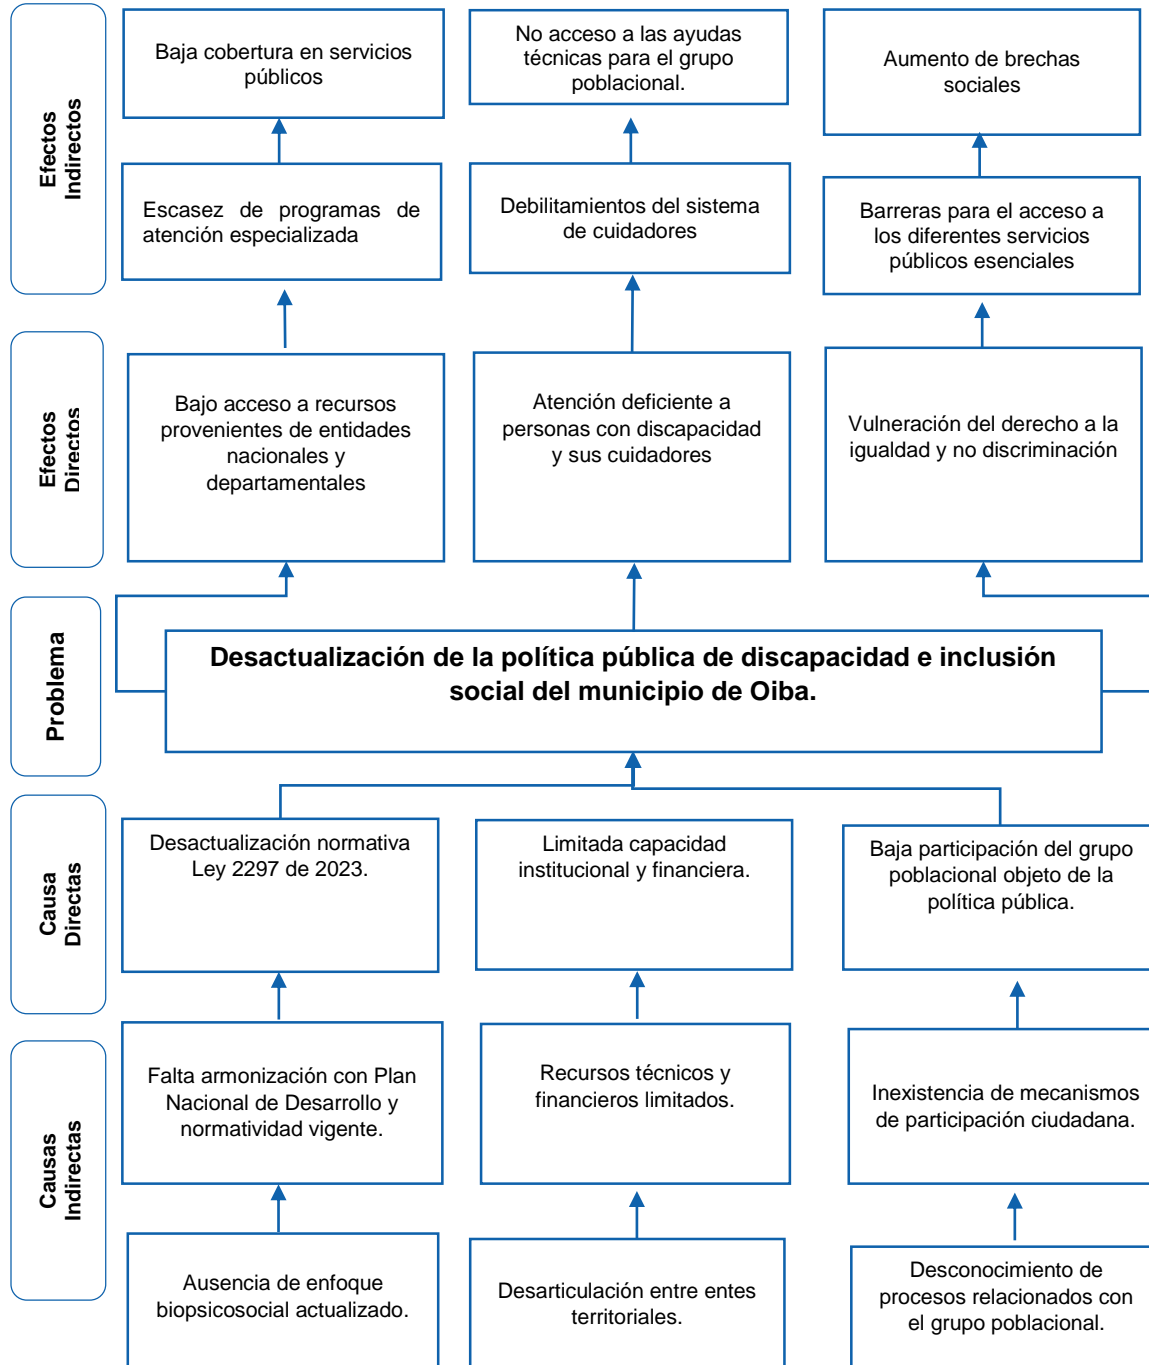 Efectos
Indirectos
Baja cobertura en servicios
públicos
No acceso a las ayudas
técnicas para el grupo
poblacional.
Aumento de brechas
sociales
Escasez de programas de
atención especializada
Debilitamientos del sistema
de cuidadores
Barreras para el acceso a
los diferentes servicios
públicos esenciales
Efectos
Directos
Bajo acceso a recursos
provenientes de entidades
nacionales y
departamentales
Atención deficiente a
personas con discapacidad
y sus cuidadores
Vulneración del derecho a la
igualdad y no discriminación
Problema
Desactualización de la política pública de discapacidad e inclusión
social del municipio de Oiba.
Causa
Directas
Desactualización normativa
Ley 2297 de 2023.
Limitada capacidad
institucional y financiera.
Baja participación del grupo
poblacional objeto de la
política pública.
Causas
Indirectas
Falta armonización con Plan
Nacional de Desarrollo y
normatividad vigente.
Recursos técnicos y
financieros limitados.
Inexistencia de mecanismos
de participación ciudadana.
Ausencia de enfoque
biopsicosocial actualizado.
Desarticulación entre entes
territoriales.
Desconocimiento de
procesos relacionados con
el grupo poblacional.